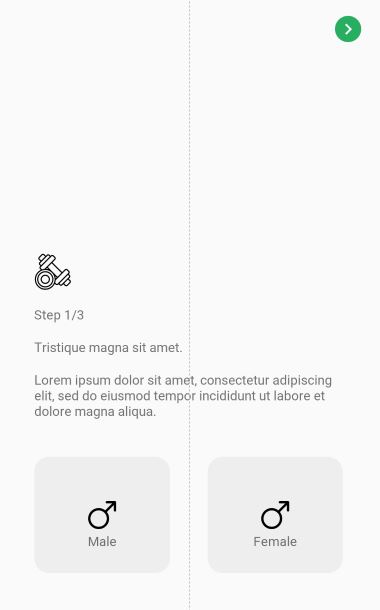 Step 1/3
Tristique magna sit amet.
Lorem ipsum dolor sit amet, consectetur adipiscing
elit, sed do eiusmod tempor incididunt ut labore et
dolore magna aliqua.
Male
Female